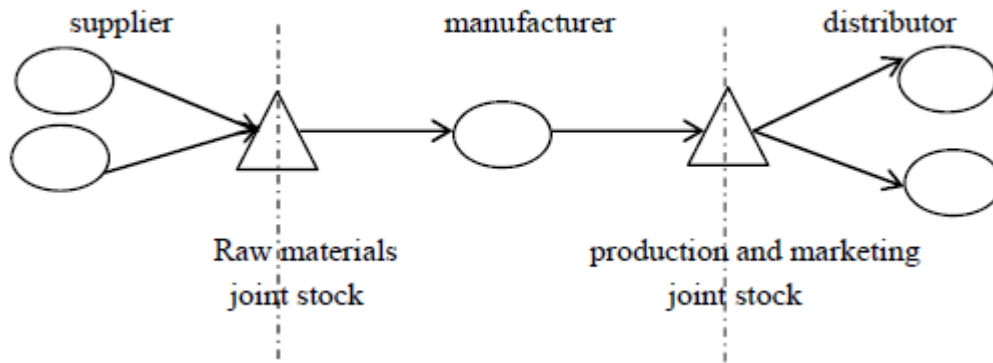 supplier
manufacturer
distributor
Raw materials
joint stock
production and marketing
joint stock